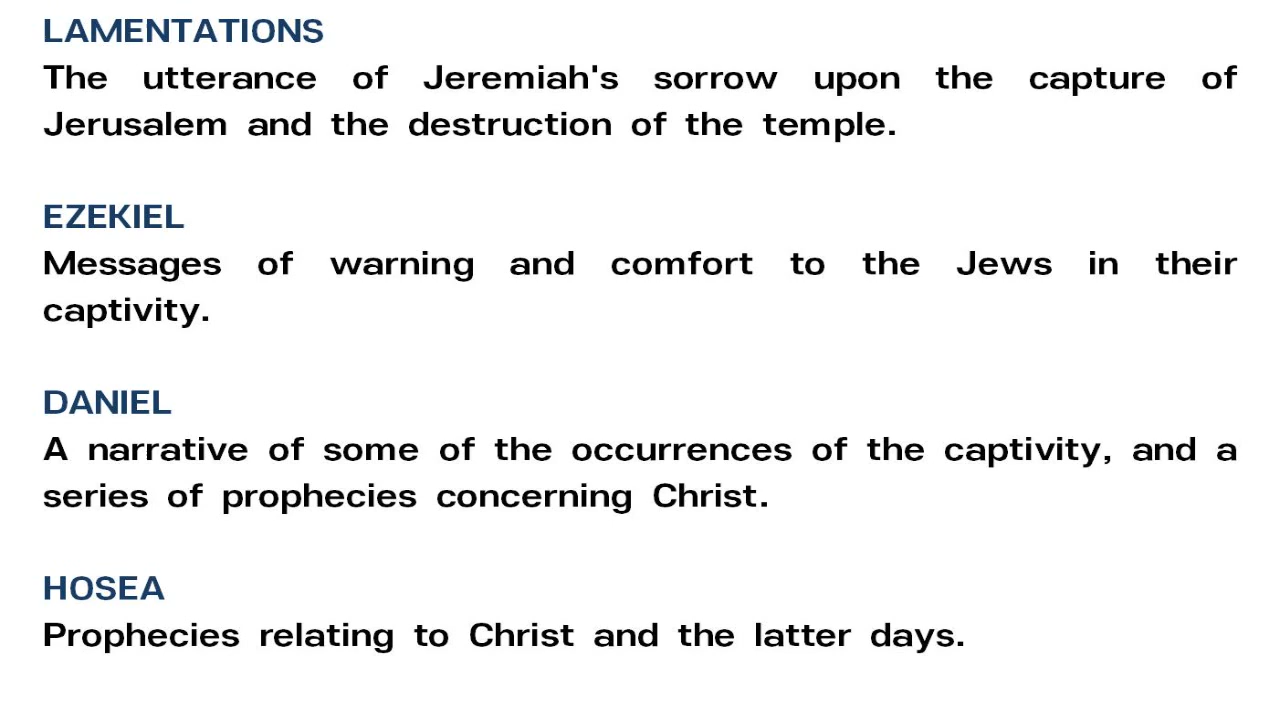 LAMENTATIONS
The utterance of Jeremiah's sorrow upon the capture of
Jerusalem and the destruction of the temple.
EZEKIEL
Messages of warning and comfort to the Jews in their
captivity.
DANIEL
A narrative of some of the occurrences of the captivity, and a
series of prophecies concerning Christ.
HOSEA
Prophecies relating to Christ and the latter days.